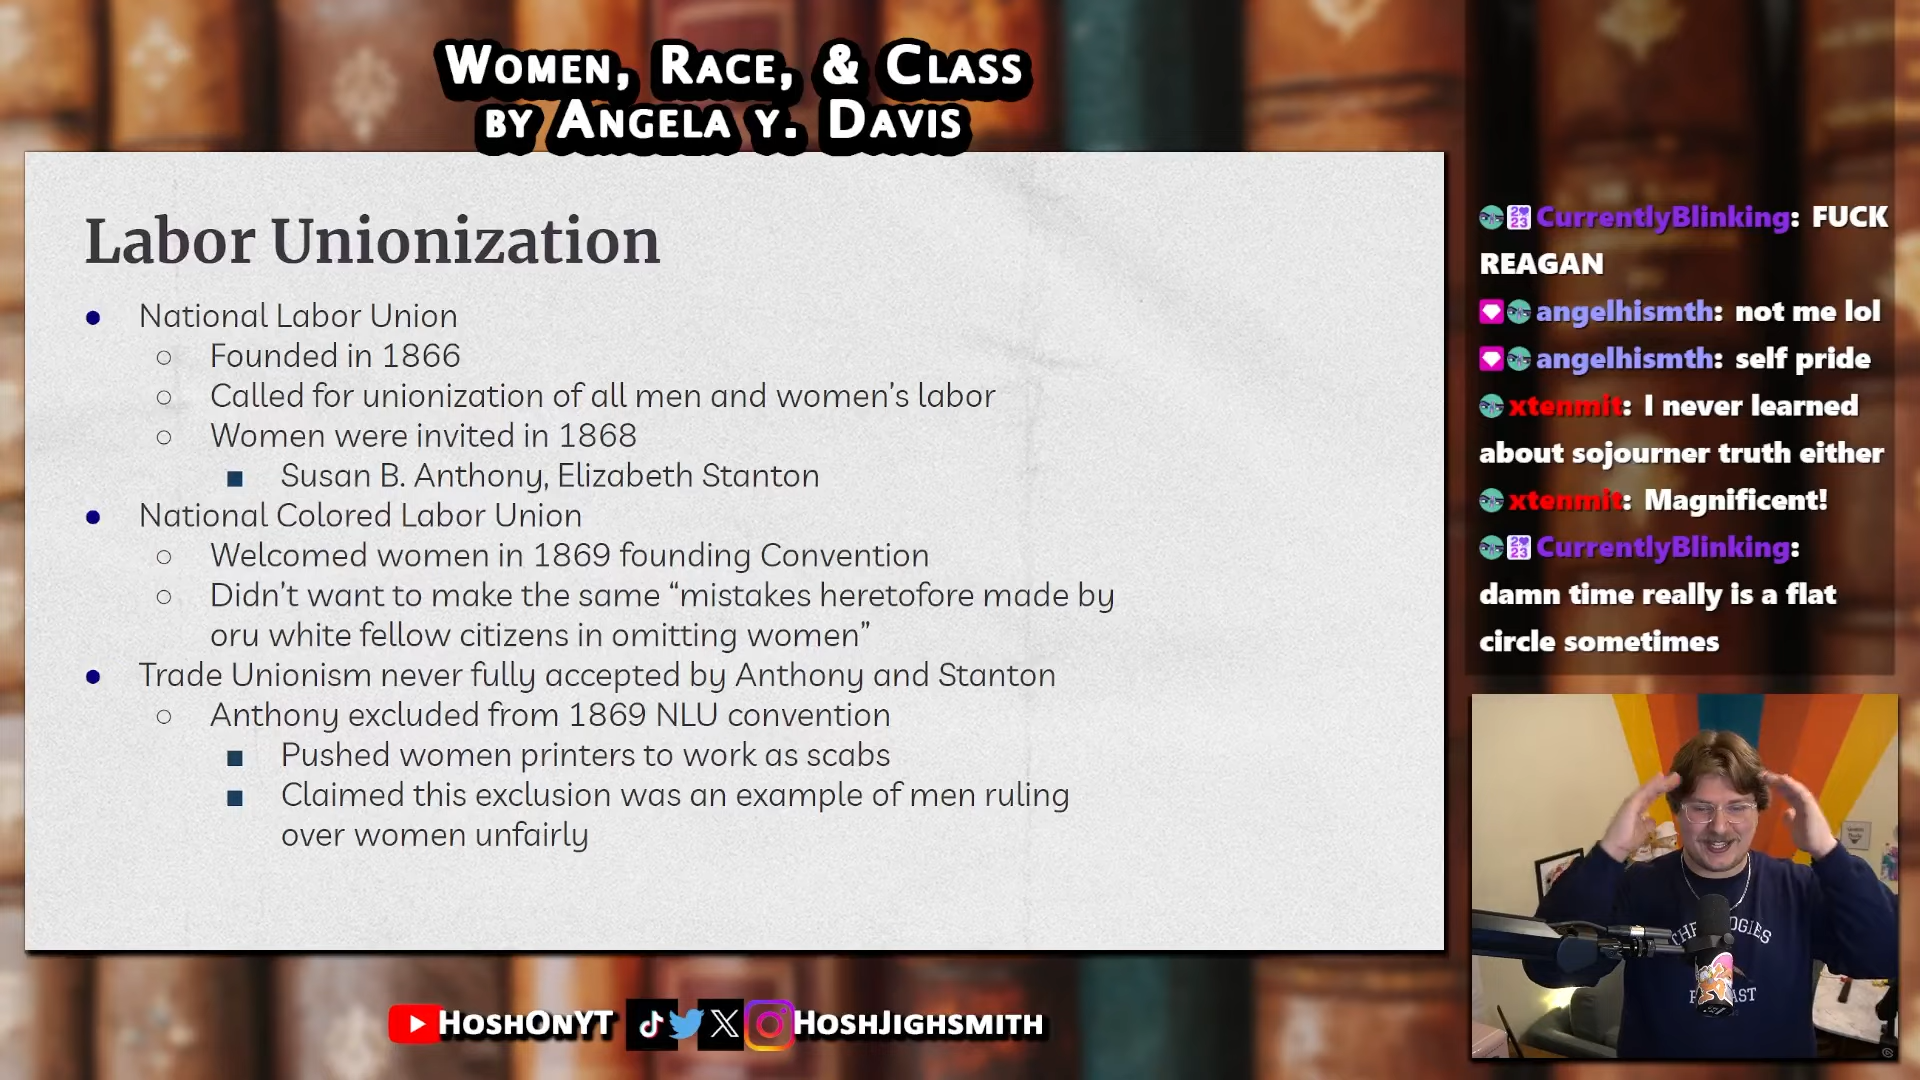 WOMEN, RACE, & CLASS
BY ANGELA Y. DAVIS
Labor Unionization
National Labor Union
Founded in 1866
Called for unionization of all men and women's labor
Women were invited in 1868
Susan B. Anthony, Elizabeth Stanton
National Colored Labor Union
Welcomed women in 1869 founding Convention
Didn't want to make the same “mistakes heretofore made by
oru white fellow citizens in omitting women”
Trade Unionism never fully accepted by Anthony and Stanton
Anthony excluded from 1869 NLU convention
Pushed women printers to work as scabs
Claimed this exclusion was an example of men ruling
over women unfairly
CurrentlyBlinking: FUCK
REAGAN
angelhismth: not me lol
angelhismth: self pride
xtenmit: I never learned
about sojourner truth either
xtenmit: Magnificent!
CurrentlyBlinking:
damn time really is a flat
circle sometimes
HOSHONYT
HOSHJIGHSMITH